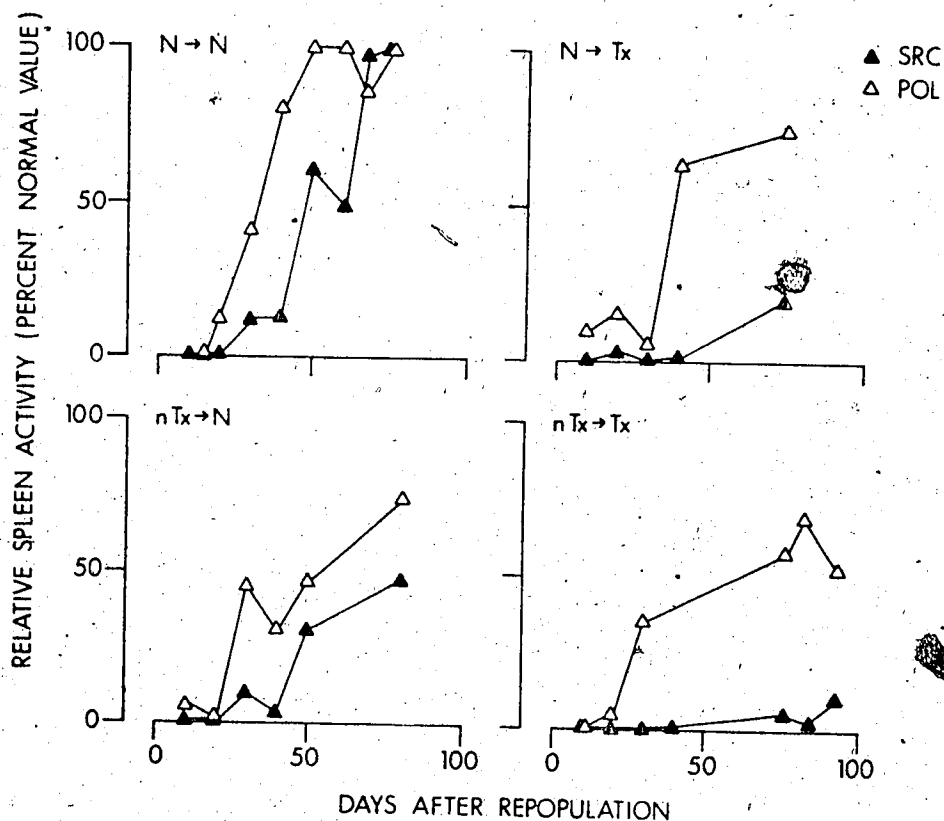 RELATIVE SPLEEN ACTIVITY (PERCENT NORMAL VALUE)
N → N
N → Tx
▲ SRC
△ POL
100
50
0
nTx → N
nTx → Tx
100
50
0
0 50 100
0 50 100
DAYS AFTER REPOPULATION